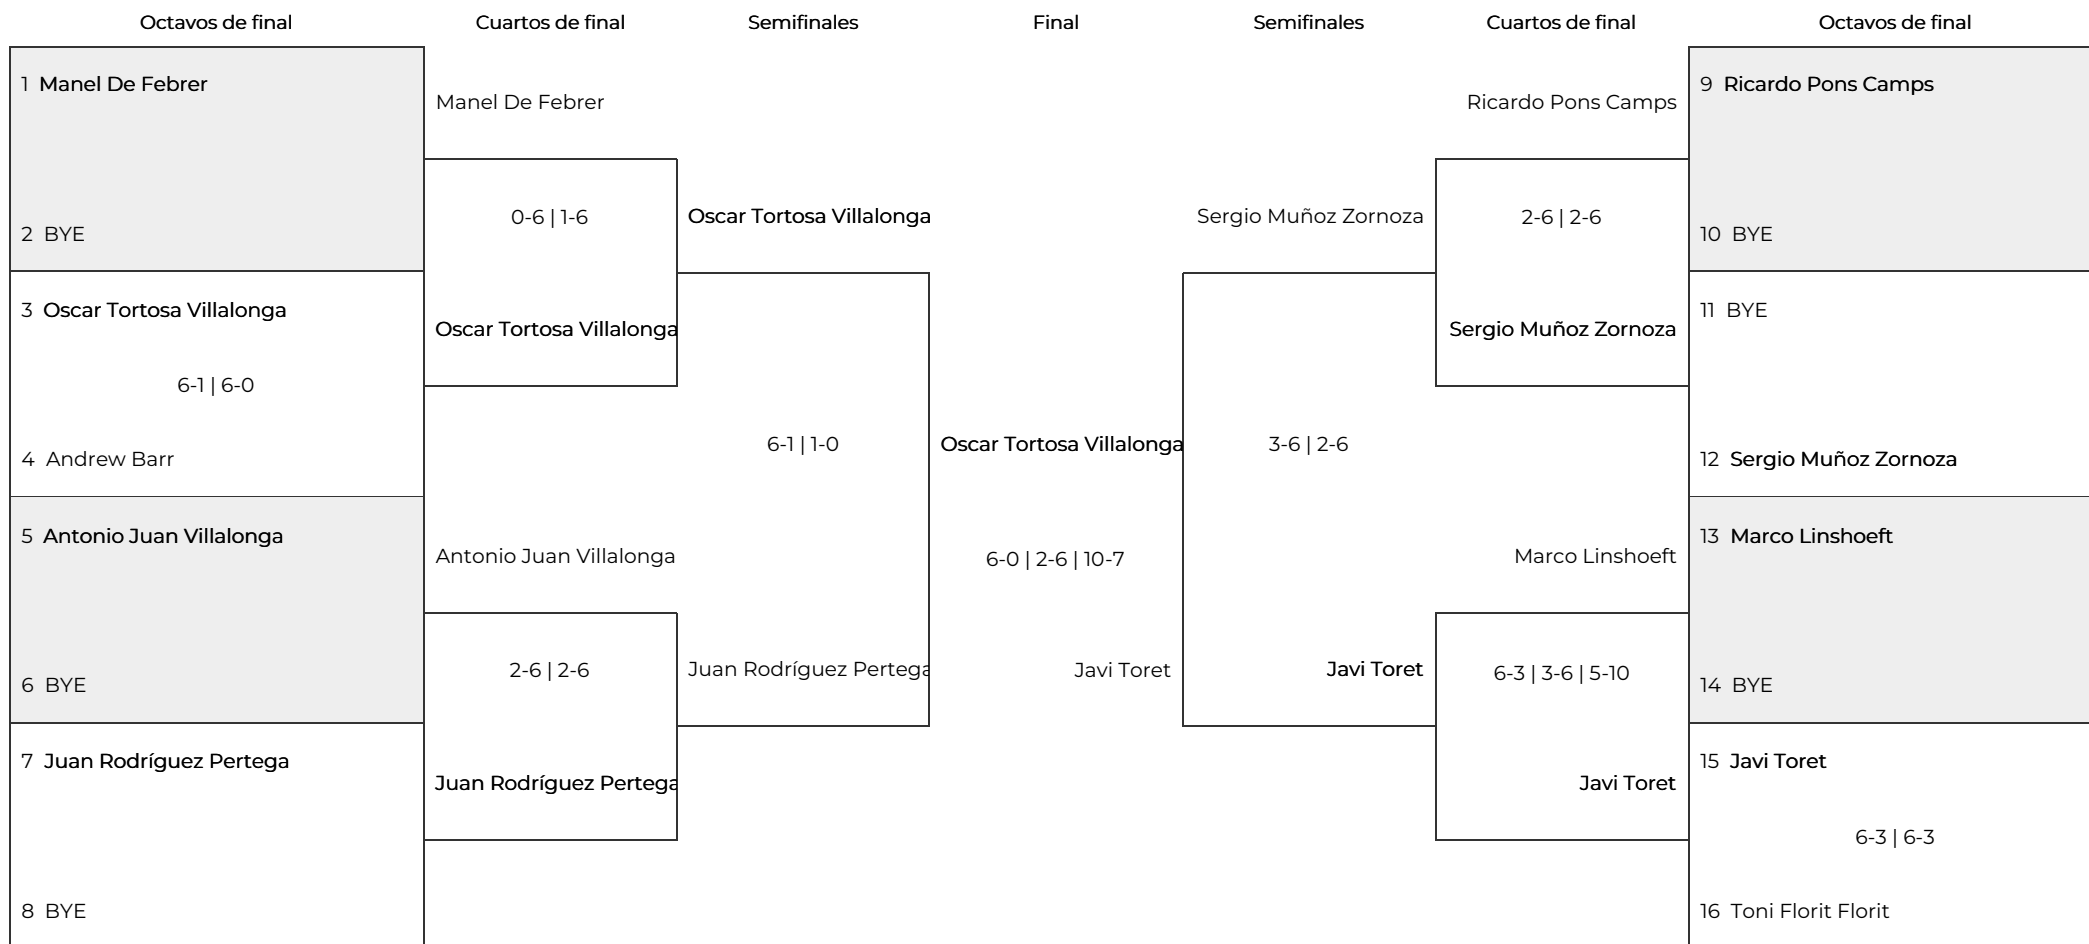 Octavos de final
Cuartos de final
Semifinales
Final
Semifinales
Cuartos de final
Octavos de final
1 Manel De Febrer
2 BYE
3 Oscar Tortosa Villalonga
6-1 | 6-0
4 Andrew Barr
5 Antonio Juan Villalonga
6 BYE
7 Juan Rodríguez Pertega
8 BYE
Manel De Febrer
0-6 | 1-6
Oscar Tortosa Villalonga
Antonio Juan Villalonga
2-6 | 2-6
Juan Rodríguez Pertega
Oscar Tortosa Villalonga
6-1 | 1-0
Juan Rodríguez Pertega
Oscar Tortosa Villalonga
6-0 | 2-6 | 10-7
Javi Toret
Sergio Muñoz Zornoza
3-6 | 2-6
Javi Toret
Ricardo Pons Camps
2-6 | 2-6
Sergio Muñoz Zornoza
Marco Linshoeft
6-3 | 3-6 | 5-10
Javi Toret
9 Ricardo Pons Camps
10 BYE
11 BYE
12 Sergio Muñoz Zornoza
13 Marco Linshoeft
14 BYE
15 Javi Toret
6-3 | 6-3
16 Toni Florit Florit